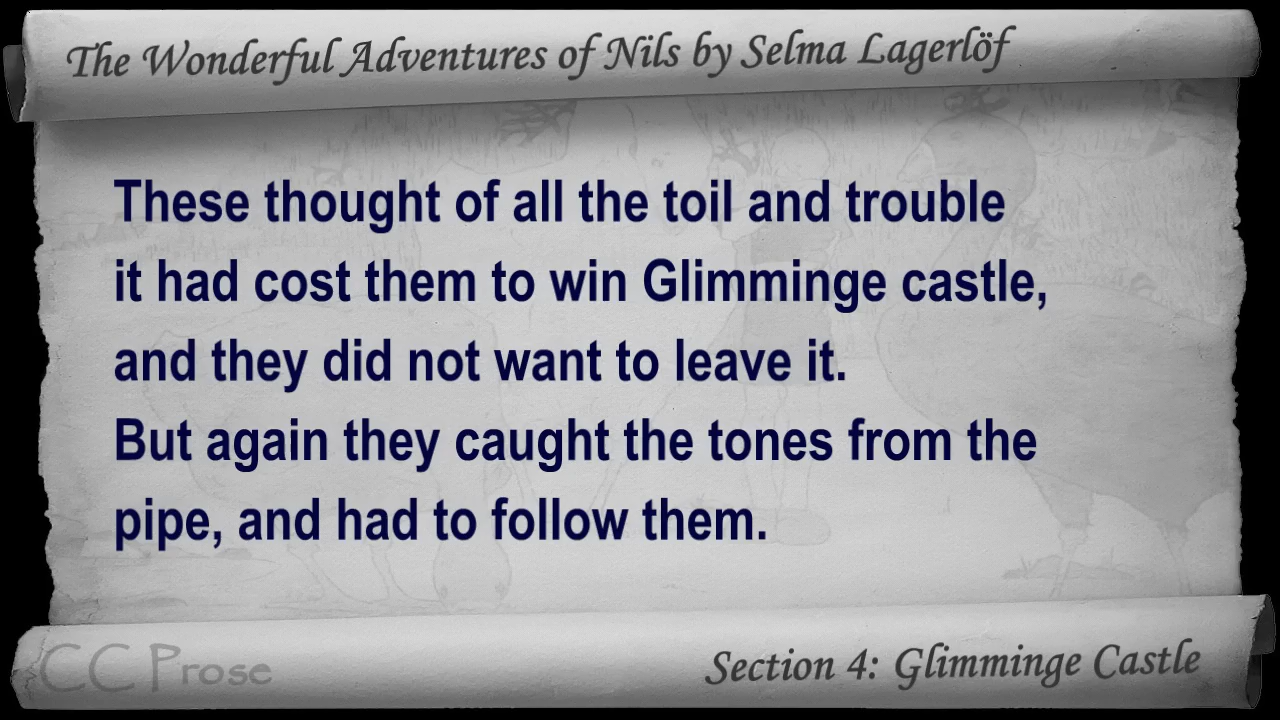 The Wonderful Adventures of Nils by Selma Lagerlöf
These thought of all the toil and trouble
it had cost them to win Glimminge castle,
and they did not want to leave it.
But again they caught the tones from the
pipe, and had to follow them.
CC Prose
Section 4: Glimminge Castle